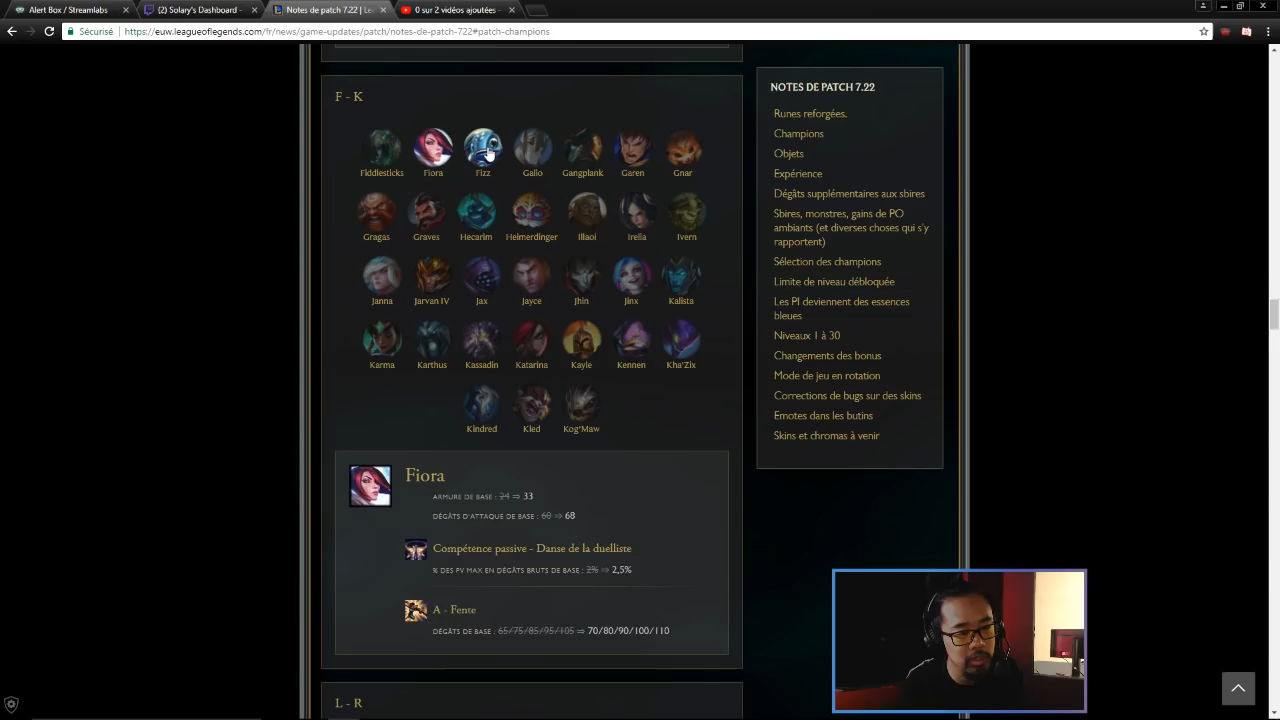 Alert Box / Streamlabs
(2) Solary's Dashboard -
Notes de patch 7.22 | Le
0 sur 2 vidéos ajoutées -
Sécurisé
https://euw.leagueoflegends.com/fr/news/game-updates/patch/notes-de-patch-722#patch-champions
F - K
Fiddlesticks
Fiora
Fizz
Galio
Gangplank
Garen
Gnar
Gragas
Graves
Hecarim
Heimerdinger
Illaoi
Irelia
Ivern
Janna
Jarvan IV
Jax
Jayce
Jhin
Jinx
Kalista
Karma
Karthus
Kassadin
Katarina
Kayle
Kennen
Kha'Zix
Kindred
Kled
Kog'Maw
Fiora
ARMURE DE BASE : 24 ⇒ 33
DÉGÂTS D'ATTAQUE DE BASE : 60 ⇒ 68
Compétence passive - Danse de la duelliste
% DES PV MAX EN DÉGÂTS BRUTS DE BASE : 2% ⇒ 2,5%
A - Fente
DÉGÂTS DE BASE : 65/75/85/95/105 ⇒ 70/80/90/100/110
L - R
NOTES DE PATCH 7.22
Runes reforgées.
Champions
Objets
Expérience
Dégâts supplémentaires aux sbires
Sbires, monstres, gains de PO
ambiants (et diverses choses qui s'y
rapportent)
Sélection des champions
Limite de niveau débloquée
Les PI deviennent des essences
bleues
Niveaux 1 à 30
Changements des bonus
Mode de jeu en rotation
Corrections de bugs sur des skins
Emotes dans les butins
Skins et chromas à venir